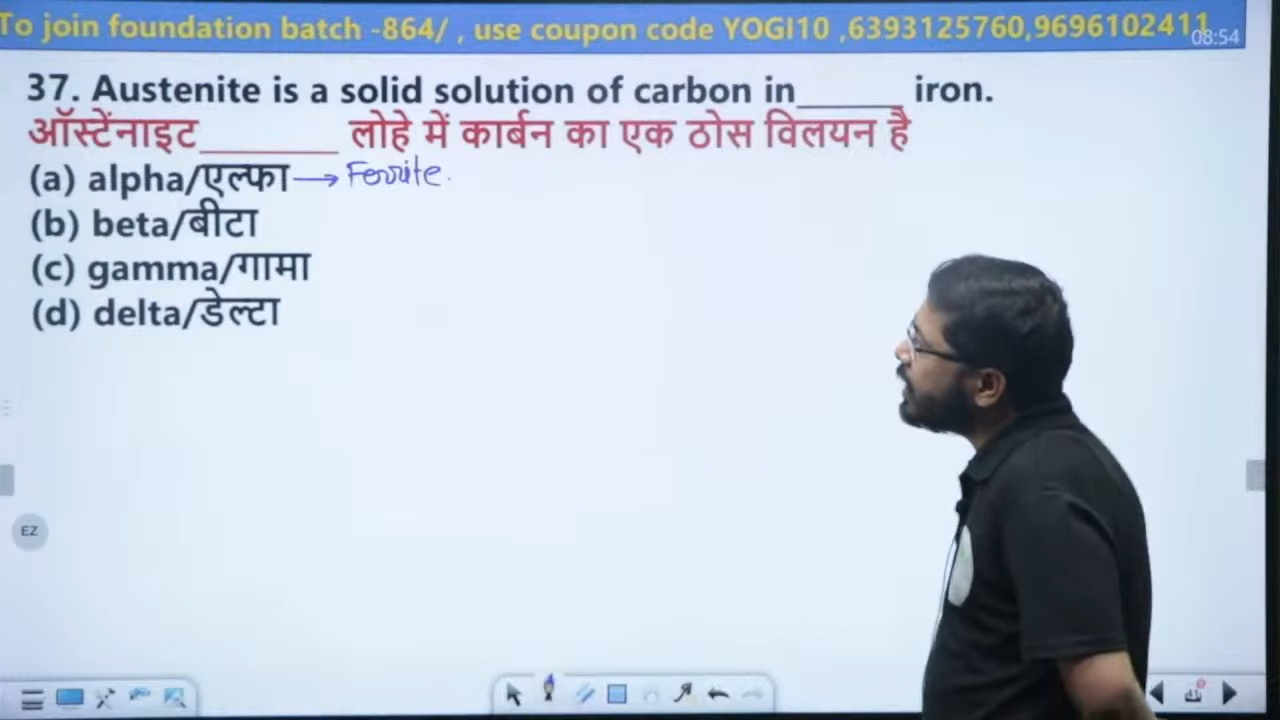 To join foundation batch -864/ , use coupon code YOGI10 ,6393125760,9696102411
08:54
37. Austenite is a solid solution of carbon in______ iron.
ऑस्टेंनाइट________ लोहे में कार्बन का एक ठोस विलयन है
(a) alpha/एल्फा → Ferrite.
(b) beta/बीटा
(c) gamma/गामा
(d) delta/डेल्टा
EZ